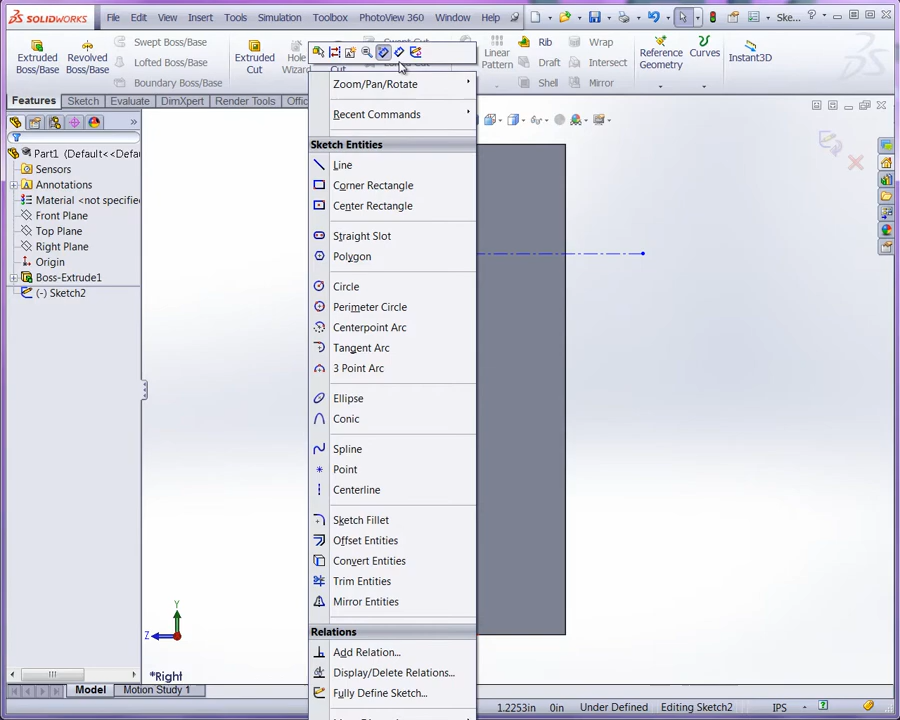 SOLIDWORKS File Edit View Insert Tools Simulation Toolbox PhotoView 360 Window Help Ske...
Extruded Boss/Base
Revolved Boss/Base
Swept Boss/Base
Lofted Boss/Base
Boundary Boss/Base
Extruded Cut
Hole
Linear Pattern
Rib
Draft
Shell
Wrap
Intersect
Mirror
Reference Geometry
Curves
Instant3D
Features Sketch Evaluate DimXpert Render Tools
Part1 (Default<<Defau
Sensors
Annotations
Material <not specified
Front Plane
Top Plane
Right Plane
Origin
Boss-Extrude1
(-) Sketch2
Zoom/Pan/Rotate
Recent Commands
Sketch Entities
Line
Corner Rectangle
Center Rectangle
Straight Slot
Polygon
Circle
Perimeter Circle
Centerpoint Arc
Tangent Arc
3 Point Arc
Ellipse
Conic
Spline
Point
Centerline
Sketch Fillet
Offset Entities
Convert Entities
Trim Entities
Mirror Entities
Relations
Add Relation...
Display/Delete Relations...
Fully Define Sketch...
Y
Z
*Right
Model Motion Study 1
1.2253in 0in Under Defined Editing Sketch2 IPS